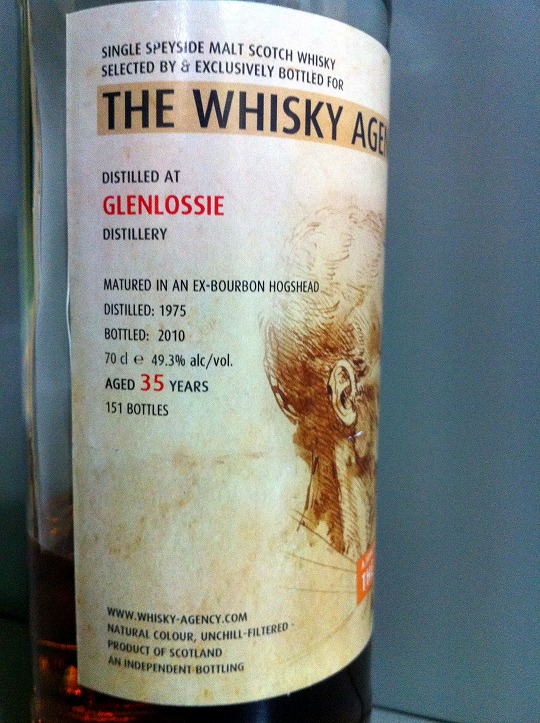 SINGLE SPEYSIDE MALT SCOTCH WHISKY
SELECTED BY & EXCLUSIVELY BOTTLED FOR
THE WHISKY
DISTILLED AT
GLENLOSSIE
DISTILLERY
MATURED IN AN EX-BOURBON HOGSHEAD
DISTILLED: 1975
BOTTLED: 2010
70 cl e 49.3% alc/vol.
AGED 35 YEARS
151 BOTTLES
WWW.WHISKY-AGENCY.COM
NATURAL COLOUR, UNCHILL-FILTERED -
PRODUCT OF SCOTLAND
AN INDEPENDENT BOTTLING